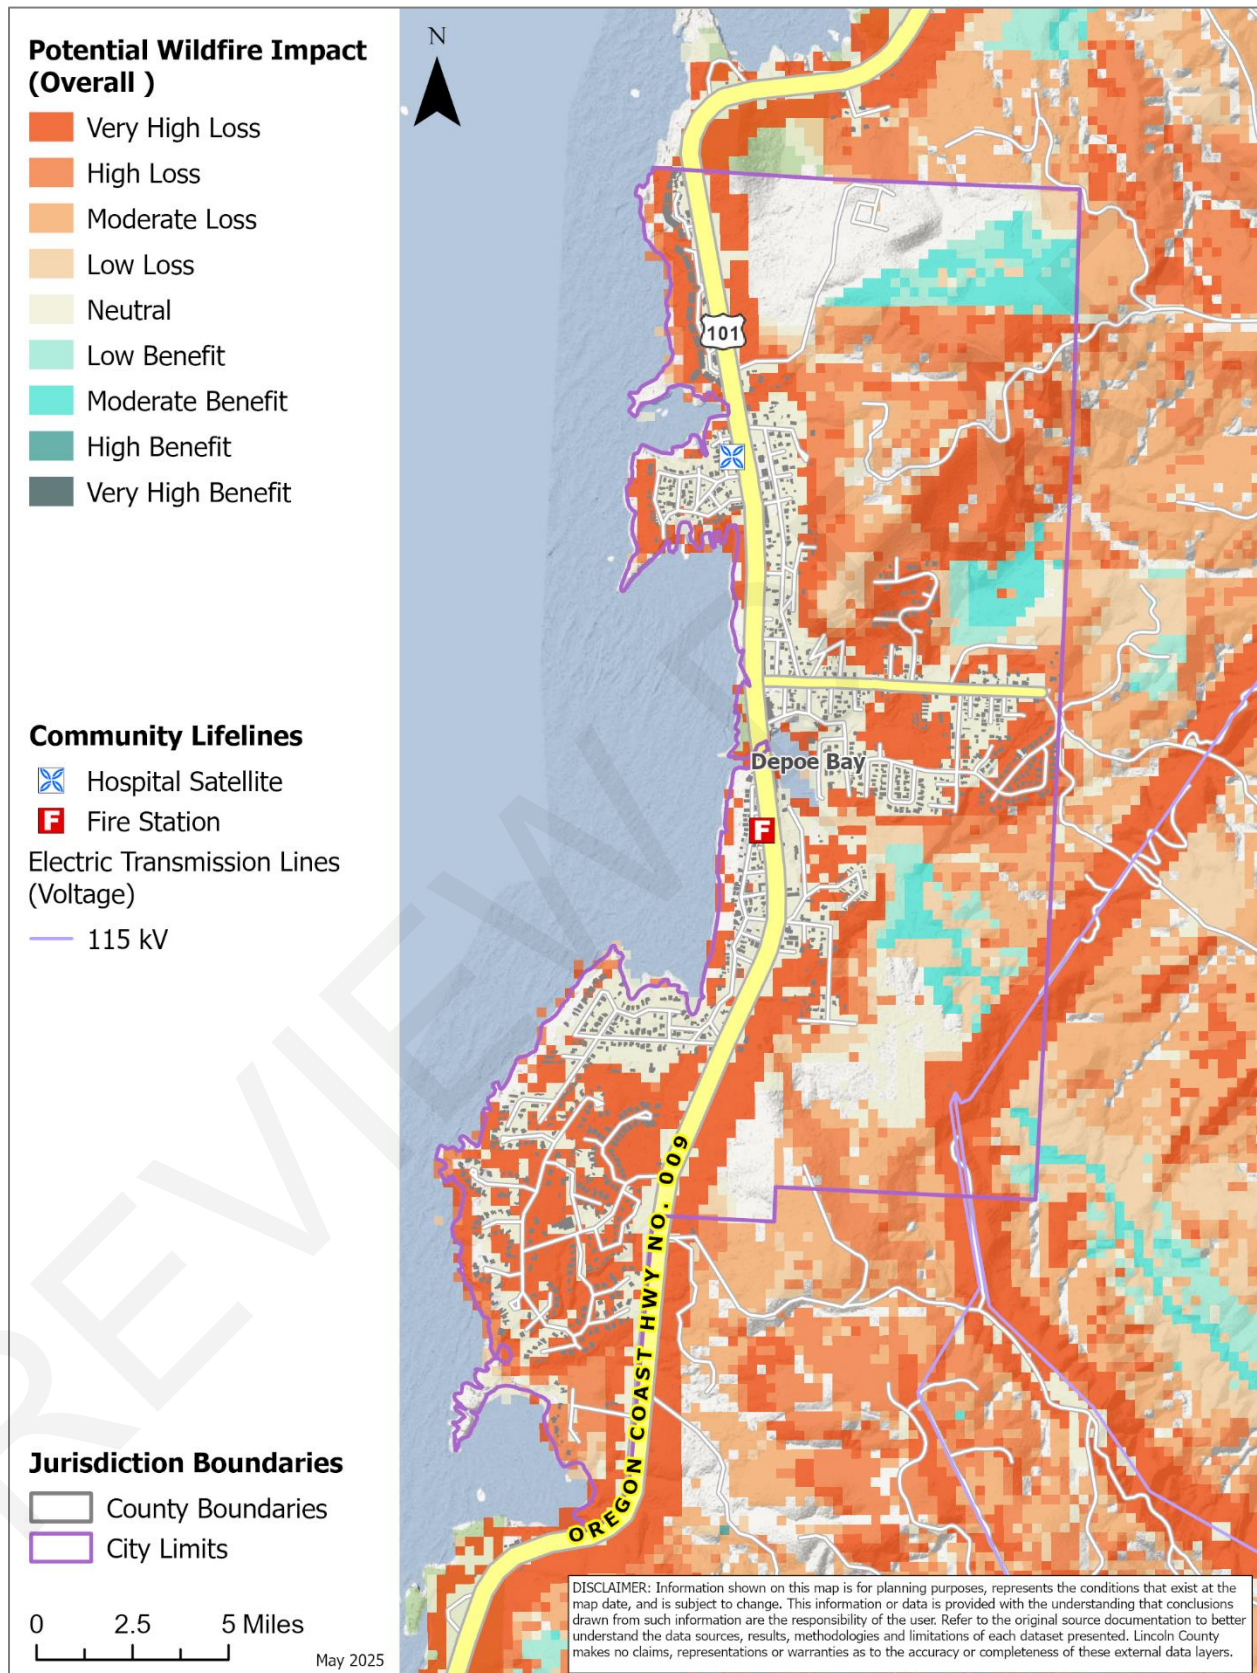 Potential Wildfire Impact
(Overall )
Very High Loss
High Loss
Moderate Loss
Low Loss
Neutral
Low Benefit
Moderate Benefit
High Benefit
Very High Benefit
Community Lifelines
Hospital Satellite
F Fire Station
Electric Transmission Lines
(Voltage)
115 kV
Jurisdiction Boundaries
County Boundaries
City Limits
0 2.5 5 Miles
May 2025
N
101
Depoe Bay
F
OREGON COAST HWY NO. 009
DISCLAIMER: Information shown on this map is for planning purposes, represents the conditions that exist at the
map date, and is subject to change. This information or data is provided with the understanding that conclusions
drawn from such information are the responsibility of the user. Refer to the original source documentation to better
understand the data sources, results, methodologies and limitations of each dataset presented. Lincoln County
makes no claims, representations or warranties as to the accuracy or completeness of these external data layers.